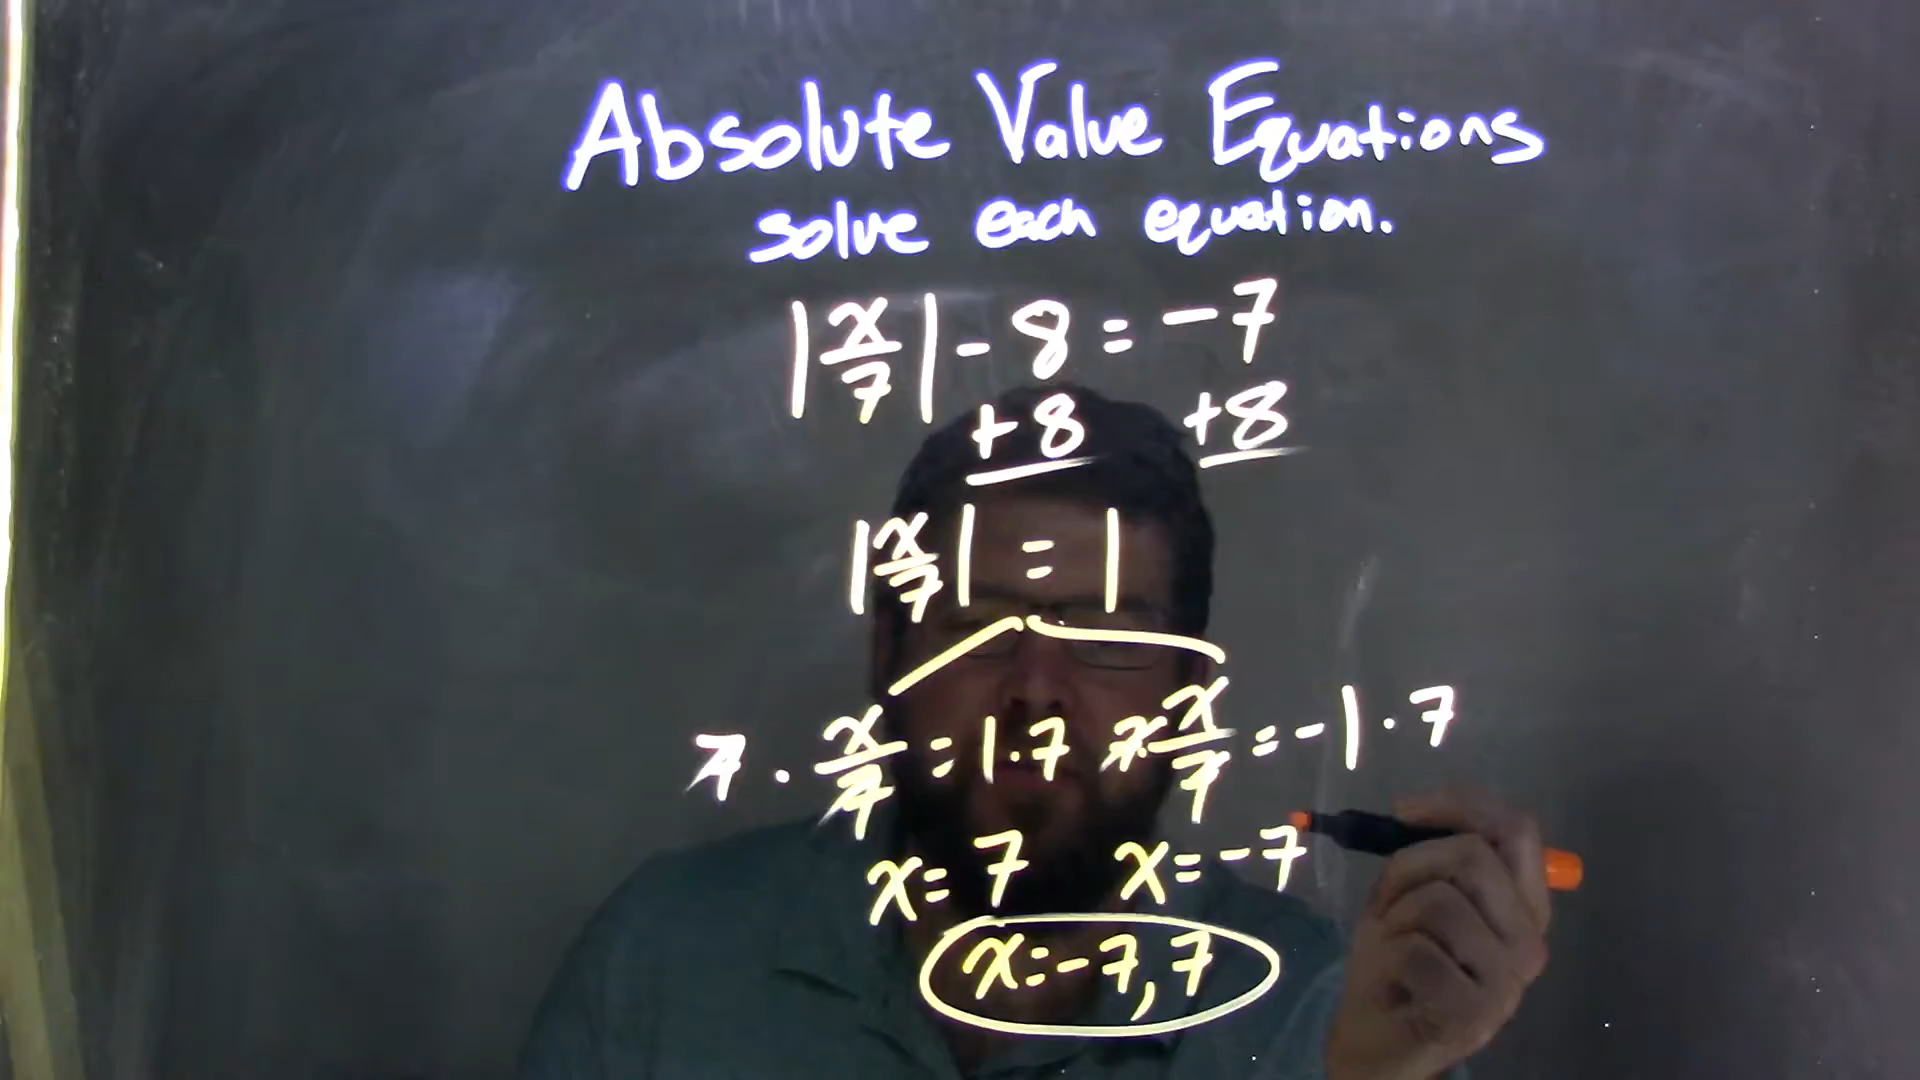 Absolute Value Equations
solve each equation.
|x/7| - 8 = -7
+8 +8
|x/7| = 1
7 · x/7 = 1 · 7 7 · x/7 = -1 · 7
x = 7 x = -7
x = -7, 7